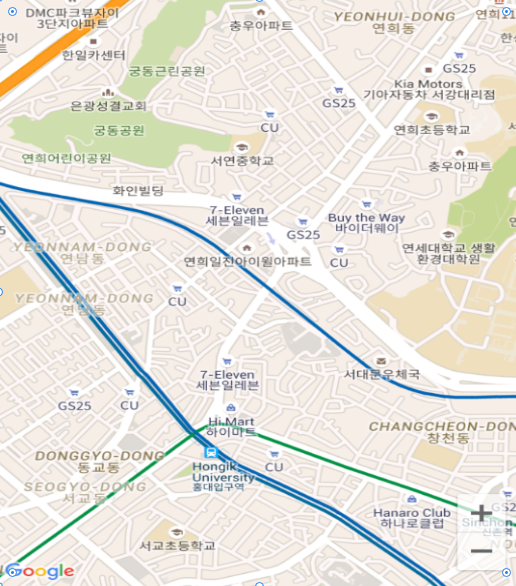 DMC파크뷰자이
3단지아파트
충우아파트
YEONHUI-DONG
연희동
한일카센터
GS25
궁동근린공원
Kia Motors
기아자동차 서강대리점
GS25
은광성결교회
CU
연희초등학교
궁동공원
연희어린이공원
서연중학교
충우아파트
화인빌딩
7-Eleven
세븐일레븐
Buy the Way
바이더웨이
GS25
YEONNAM-DONG
연남동
CU
연세대학교 생활
환경대학원
연희일진아이윌아파트
CU
YEONNAM-DONG
연남동
7-Eleven
세븐일레븐
서대문우체국
GS25
CU
Hi.Mart
하이마트
CHANGCHEON-DON
창천동
DONGGYO-DONG
동교동
CU
Hongik
University
홍대입구역
SEOGYO-DONG
서교동
Hanaro Club
하나로클럽
Sinchon
신촌역
서교초등학교
Google